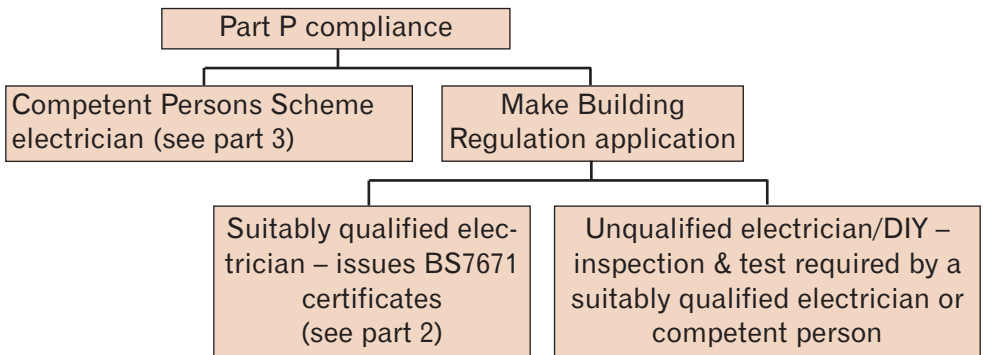 Part P compliance
Competent Persons Scheme
electrician (see part 3)
Make Building
Regulation application
Suitably qualified elec-
trician – issues BS7671
certificates
(see part 2)
Unqualified electrician/DIY –
inspection & test required by a
suitably qualified electrician or
competent person